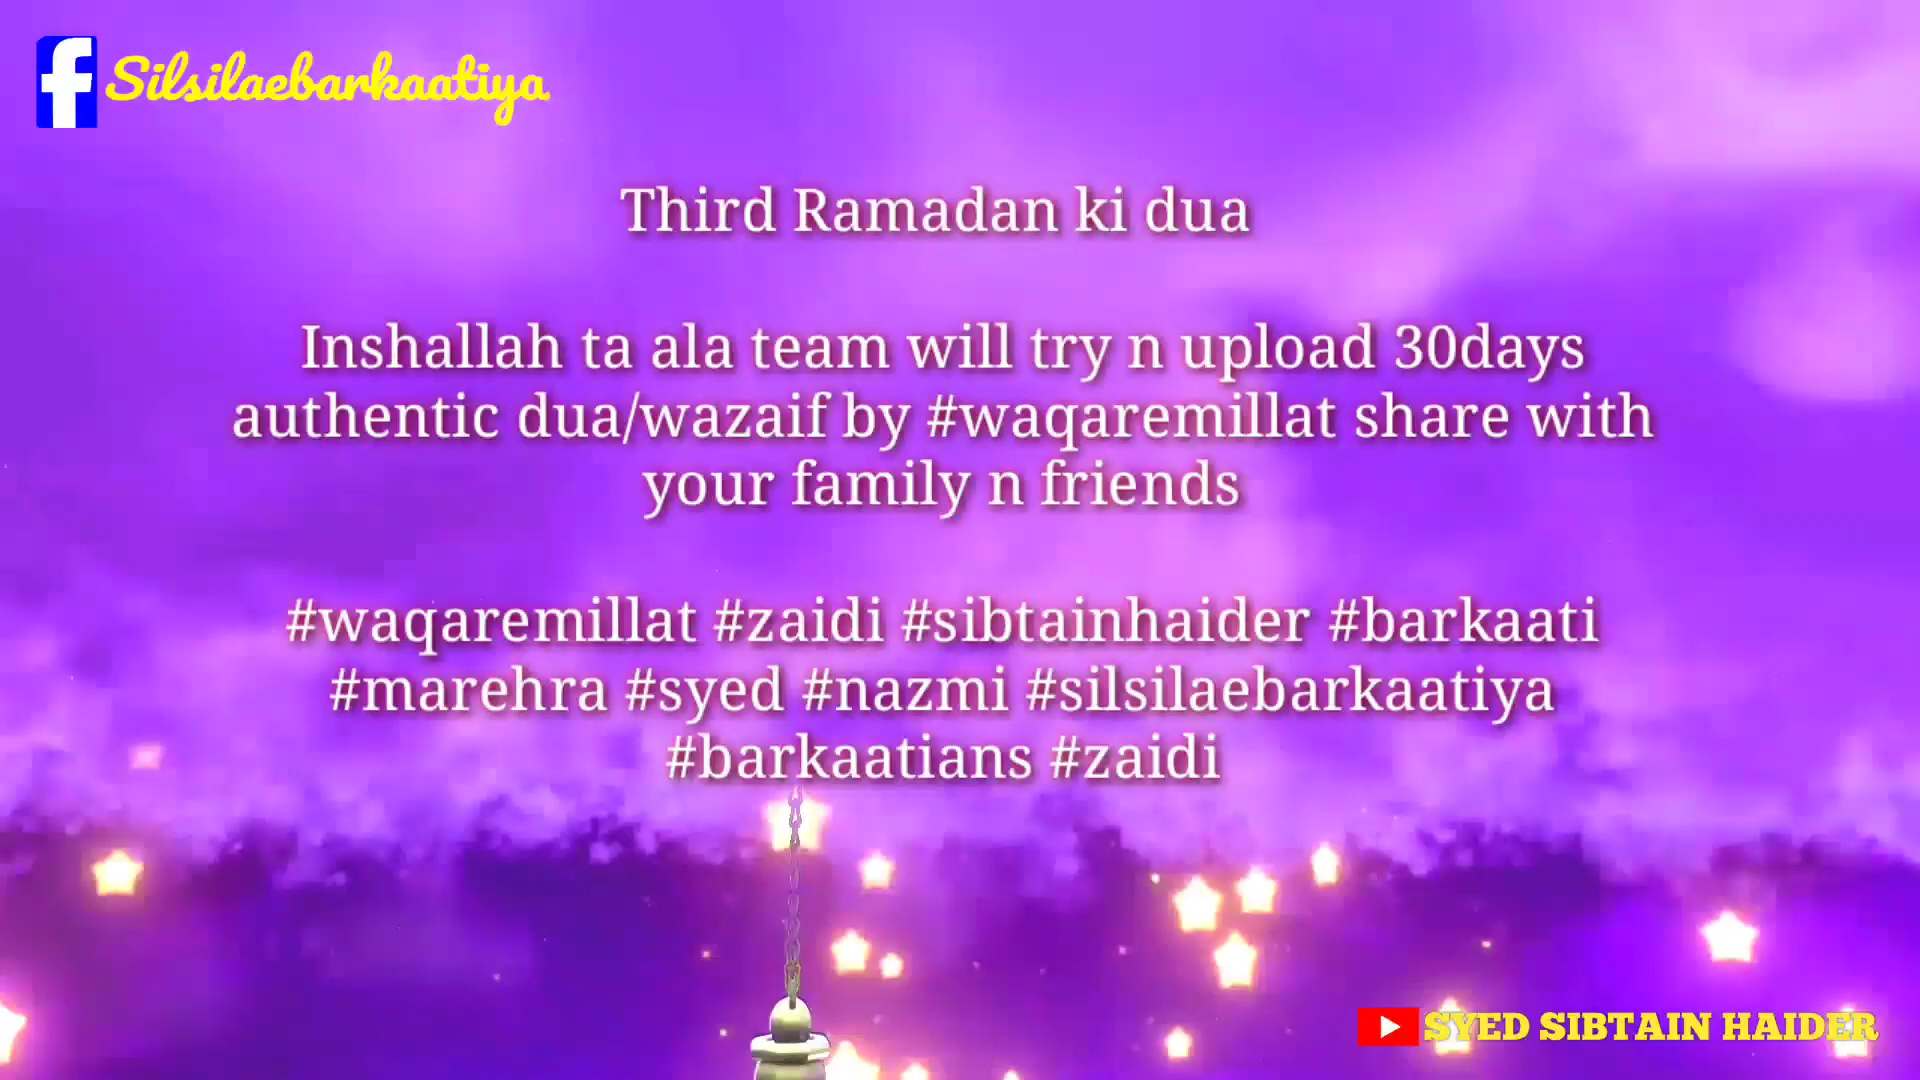 Silsilaebarkaatiya
Third Ramadan ki dua
Inshallah ta ala team will try n upload 30days
authentic dua/wazaif by #waqaremillat share with
your family n friends
#waqaremillat #zaidi #sibtainhaider #barkaati
#marehra #syed #nazmi #silsilaebarkaatiya
#barkaatians #zaidi
SYED SIBTAIN HAIDER